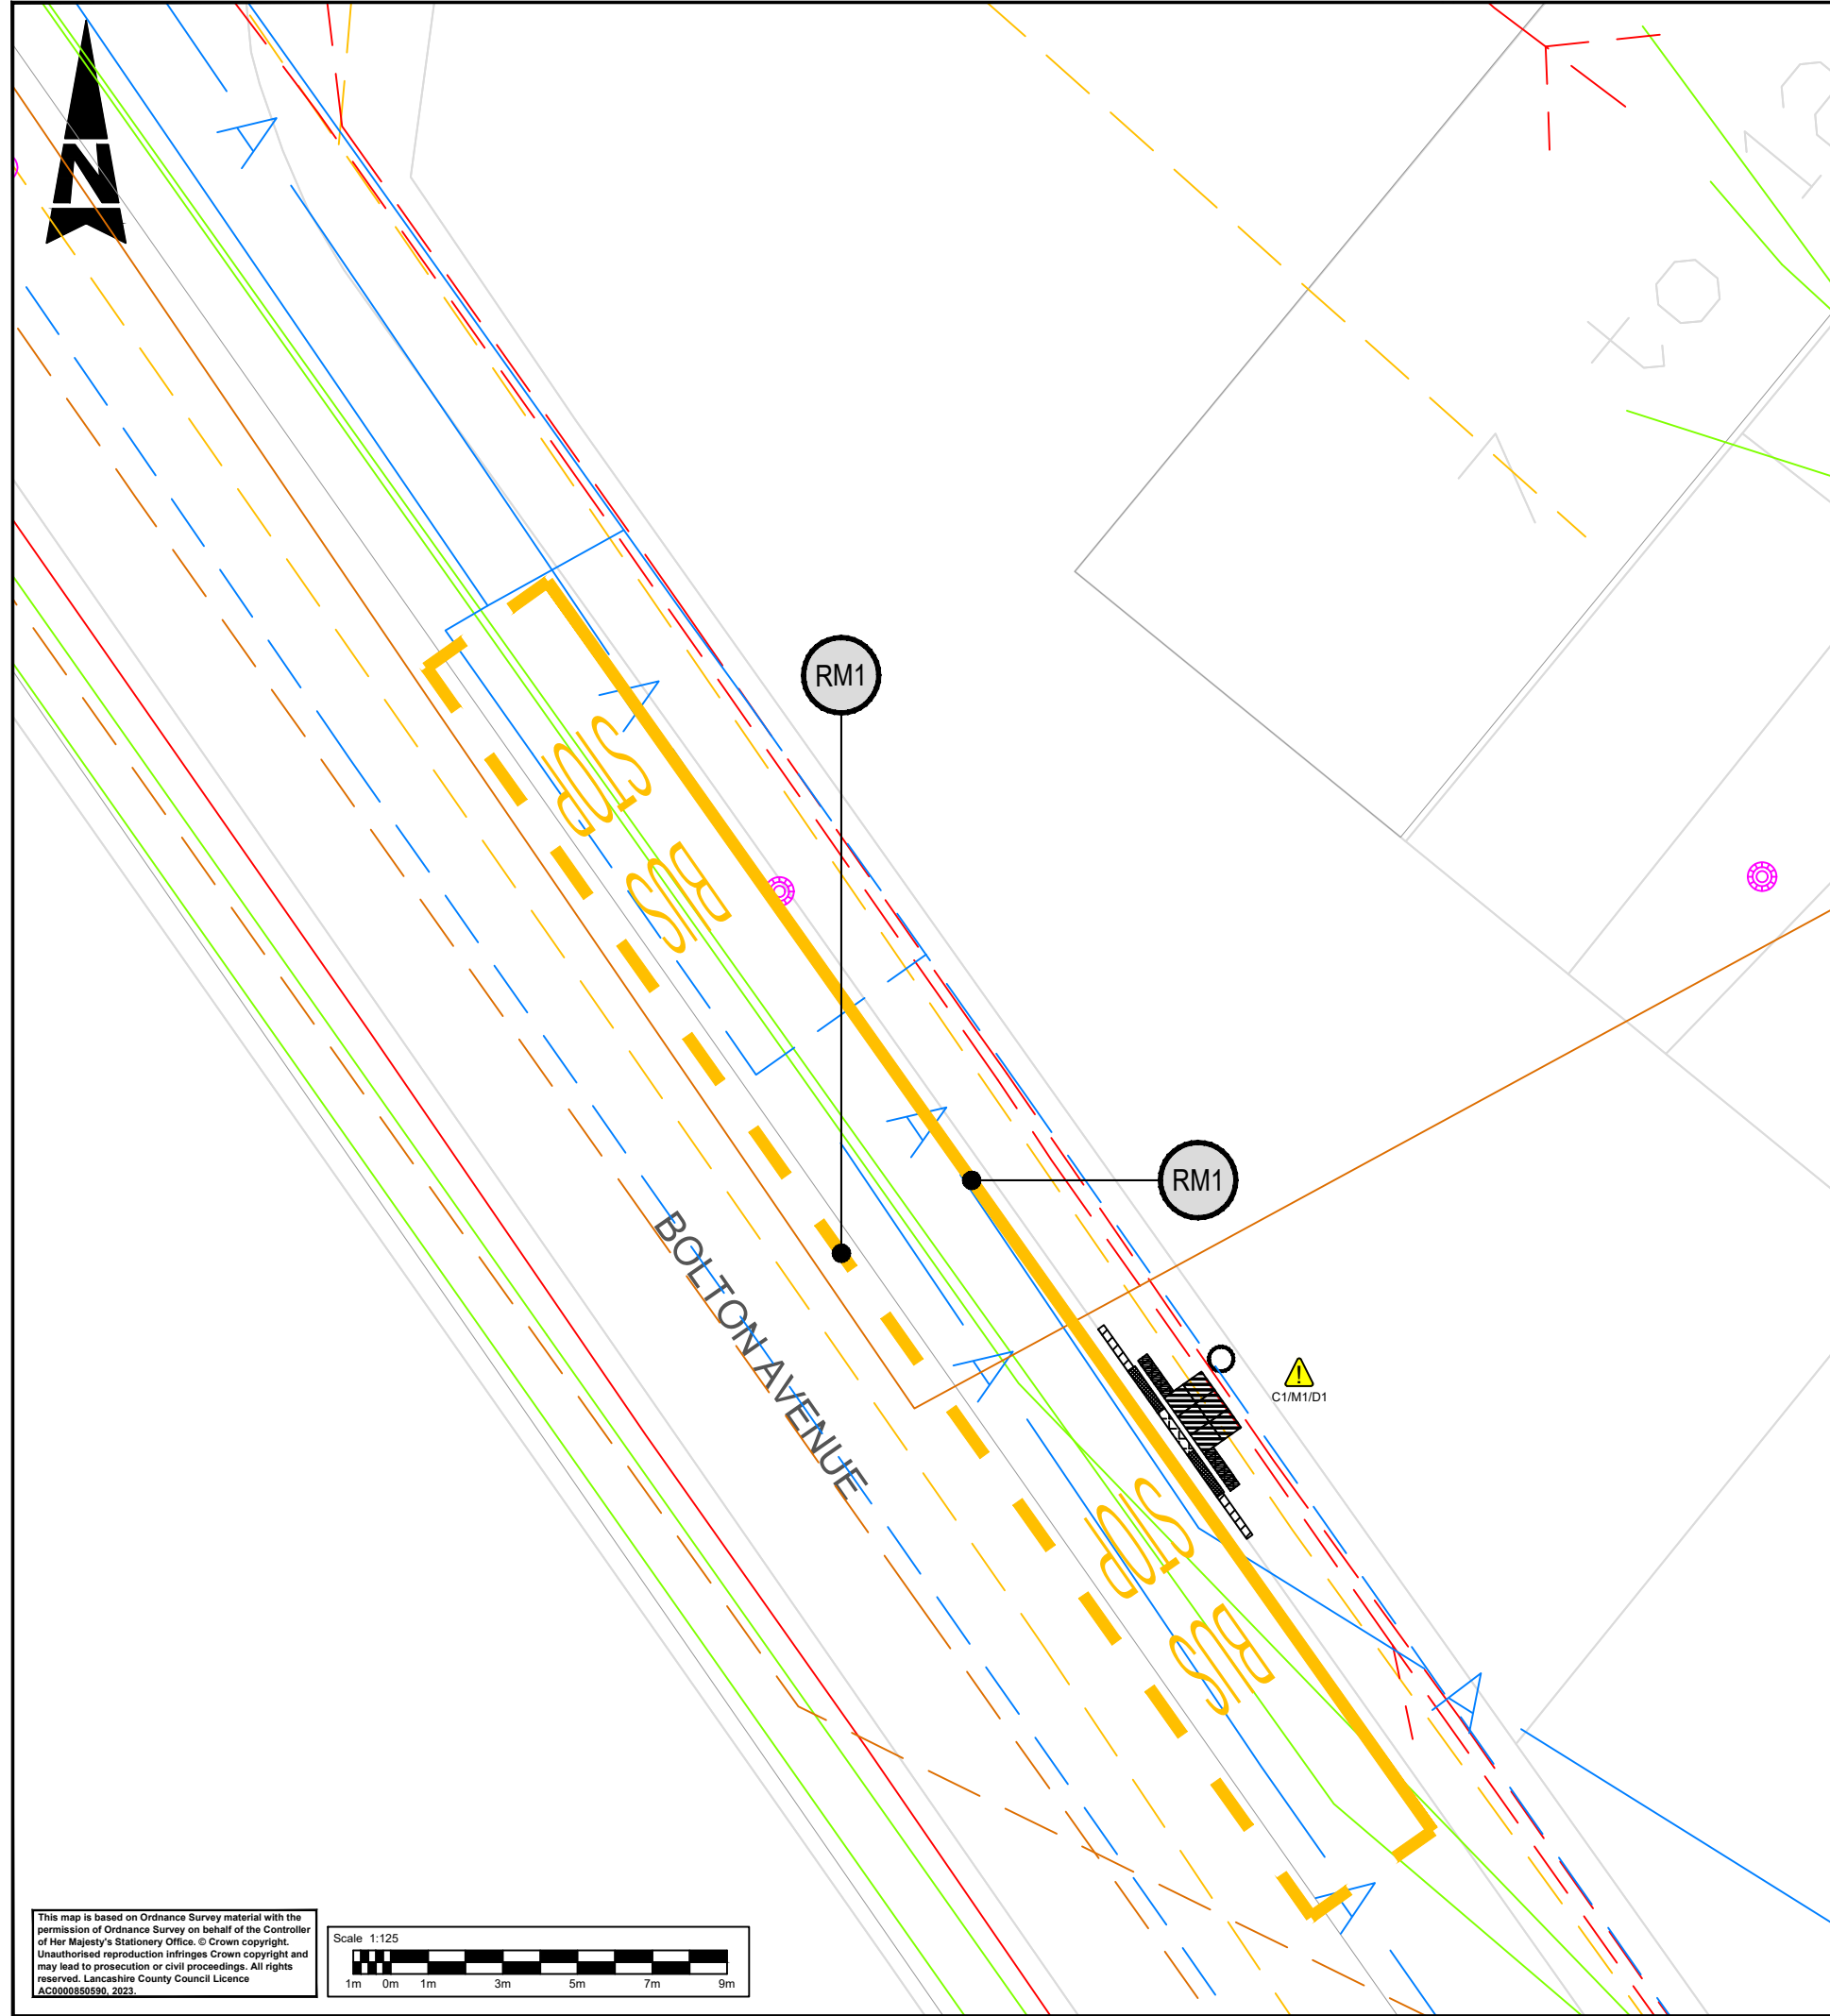 N
RM1
STOP
BUS
RM1
BOLTON AVENUE
C1/M1/D1
STOP
BUS
This map is based on Ordnance Survey material with the
permission of Ordnance Survey on behalf of the Controller
of Her Majesty's Stationery Office. © Crown copyright.
Unauthorised reproduction infringes Crown copyright and
may lead to prosecution or civil proceedings. All rights
reserved. Lancashire County Council Licence
AC0000850590, 2023.
Scale 1:125
1m 0m 1m 3m 5m 7m 9m